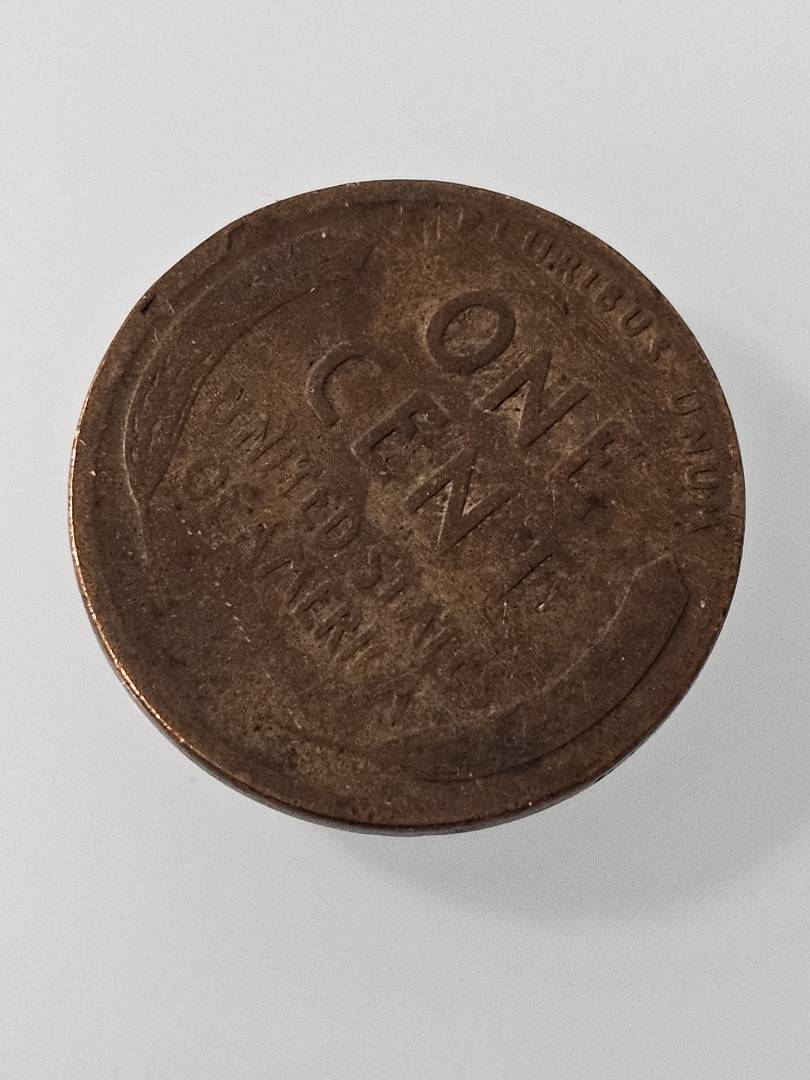 E PLURIBUS UNUM
ONE
CENT
UNITED STATES
OF AMERICA